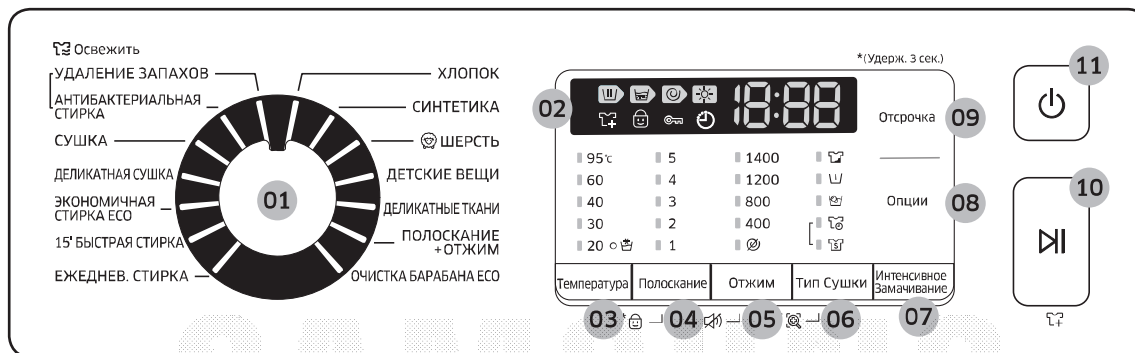 Освежить
УДАЛЕНИЕ ЗАПАХОВ
АНТИБАКТЕРИАЛЬНАЯ
СТИРКА
СУШКА
ДЕЛИКАТНАЯ СУШКА
ЭКОНОМИЧНАЯ
СТИРКА ECO
15' БЫСТРАЯ СТИРКА
ЕЖЕДНЕВ. СТИРКА
01
ХЛОПОК
СИНТЕТИКА
ШЕРСТЬ
ДЕТСКИЕ ВЕЩИ
ДЕЛИКАТНЫЕ ТКАНИ
ПОЛОСКАНИЕ
+ОТЖИМ
ОЧИСТКА БАРАБАНА ECO
*(Удерж. 3 сек.)
02
18:88
95℃ 5 1400
60 4 1200
40 3 800
30 2 400
20 1
Отсрочка
09
Опции
08
Температура Полоскание Отжим Тип Сушки Интенсивное
Замачивание
03 * 04 05 06 07
11
10